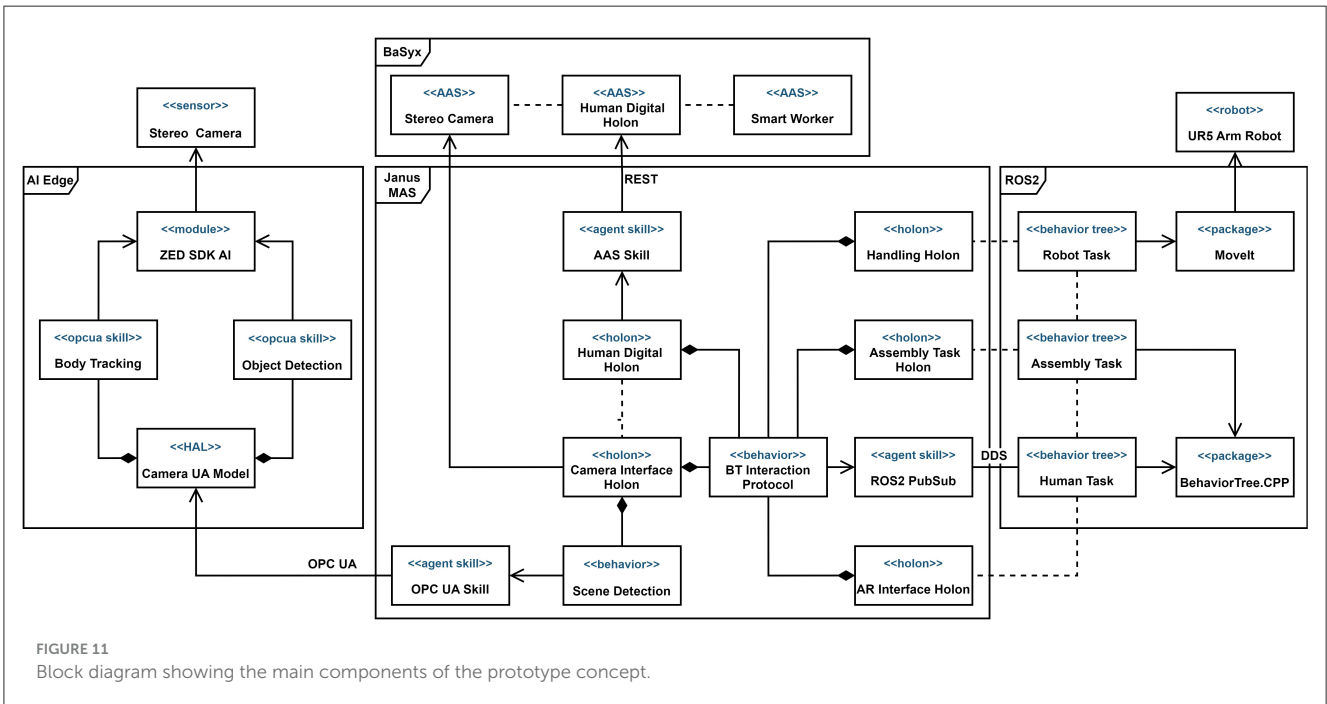 BaSyx
<<AAS>>
Stereo Camera
<<AAS>>
Human Digital
Holon
<<AAS>>
Smart Worker
<<sensor>>
Stereo Camera
<<robot>>
UR5 Arm Robot
AI Edge
<<module>>
ZED SDK AI
<<opcua skill>>
Body Tracking
<<opcua skill>>
Object Detection
<<HAL>>
Camera UA Model
OPC UA
Janus
MAS
REST
<<agent skill>>
AAS Skill
<<holon>>
Human Digital
Holon
<<holon>>
Camera Interface
Holon
<<behavior>>
BT Interaction
Protocol
<<agent skill>>
OPC UA Skill
<<behavior>>
Scene Detection
<<holon>>
Handling Holon
<<holon>>
Assembly Task
Holon
<<agent skill>>
ROS2 PubSub
<<holon>>
AR Interface Holon
DDS
ROS2
<<behavior tree>>
Robot Task
<<package>>
MoveIt
<<behavior tree>>
Assembly Task
<<behavior tree>>
Human Task
<<package>>
BehaviorTree.CPP
FIGURE 11
Block diagram showing the main components of the prototype concept.